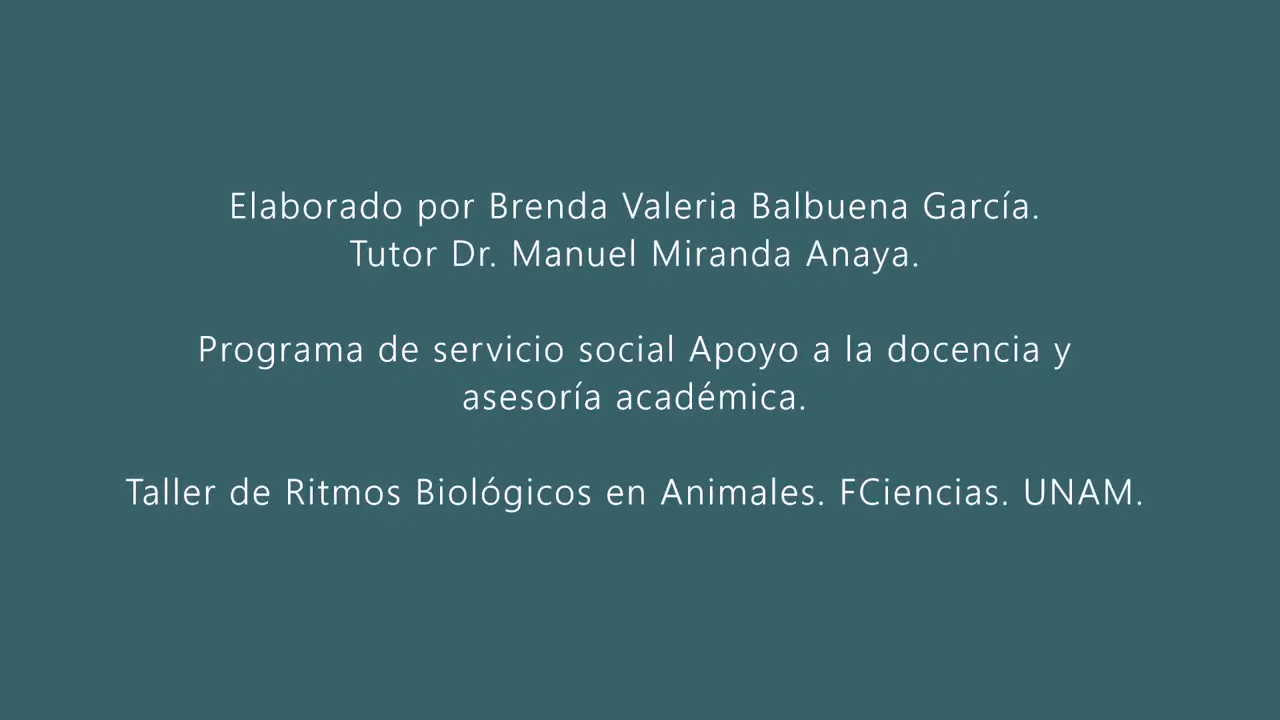 Elaborado por Brenda Valeria Balbuena García.
Tutor Dr. Manuel Miranda Anaya.
Programa de servicio social Apoyo a la docencia y
asesoría académica.
Taller de Ritmos Biológicos en Animales. FCiencias. UNAM.